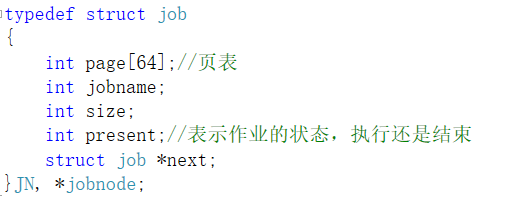 typedef struct job
{
int page[64];//页表
int jobname;
int size;
int present;//表示作业的状态，执行还是结束
struct job *next;
}JN, *jobnode;